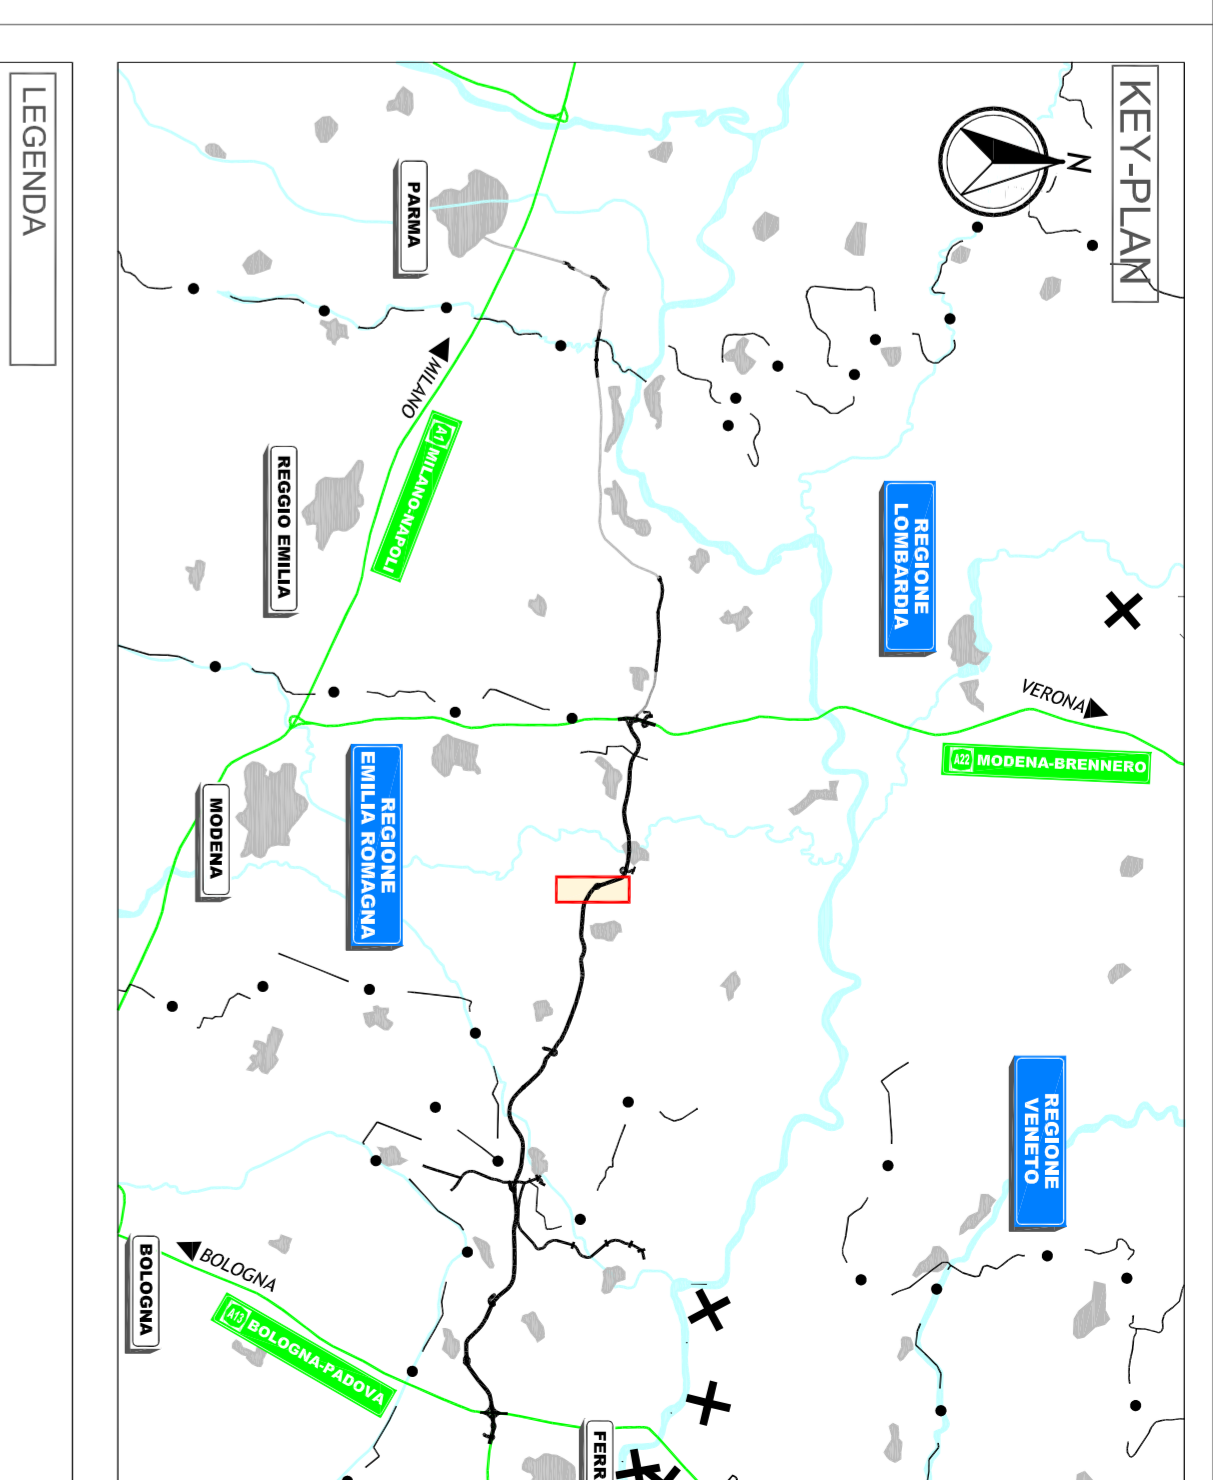 KEY-PLAN
N
PARMA
MILANO
A1 MILANO-NAPOLI
REGIONE
LOMBARDIA
REGGIO EMILIA
VERONA
A22 MODENA-BRENNERO
REGIONE
EMILIA ROMAGNA
MODENA
REGIONE
VENETO
BOLOGNA
BOLOGNA
A13 BOLOGNA-PADOVA
FERR
LEGENDA